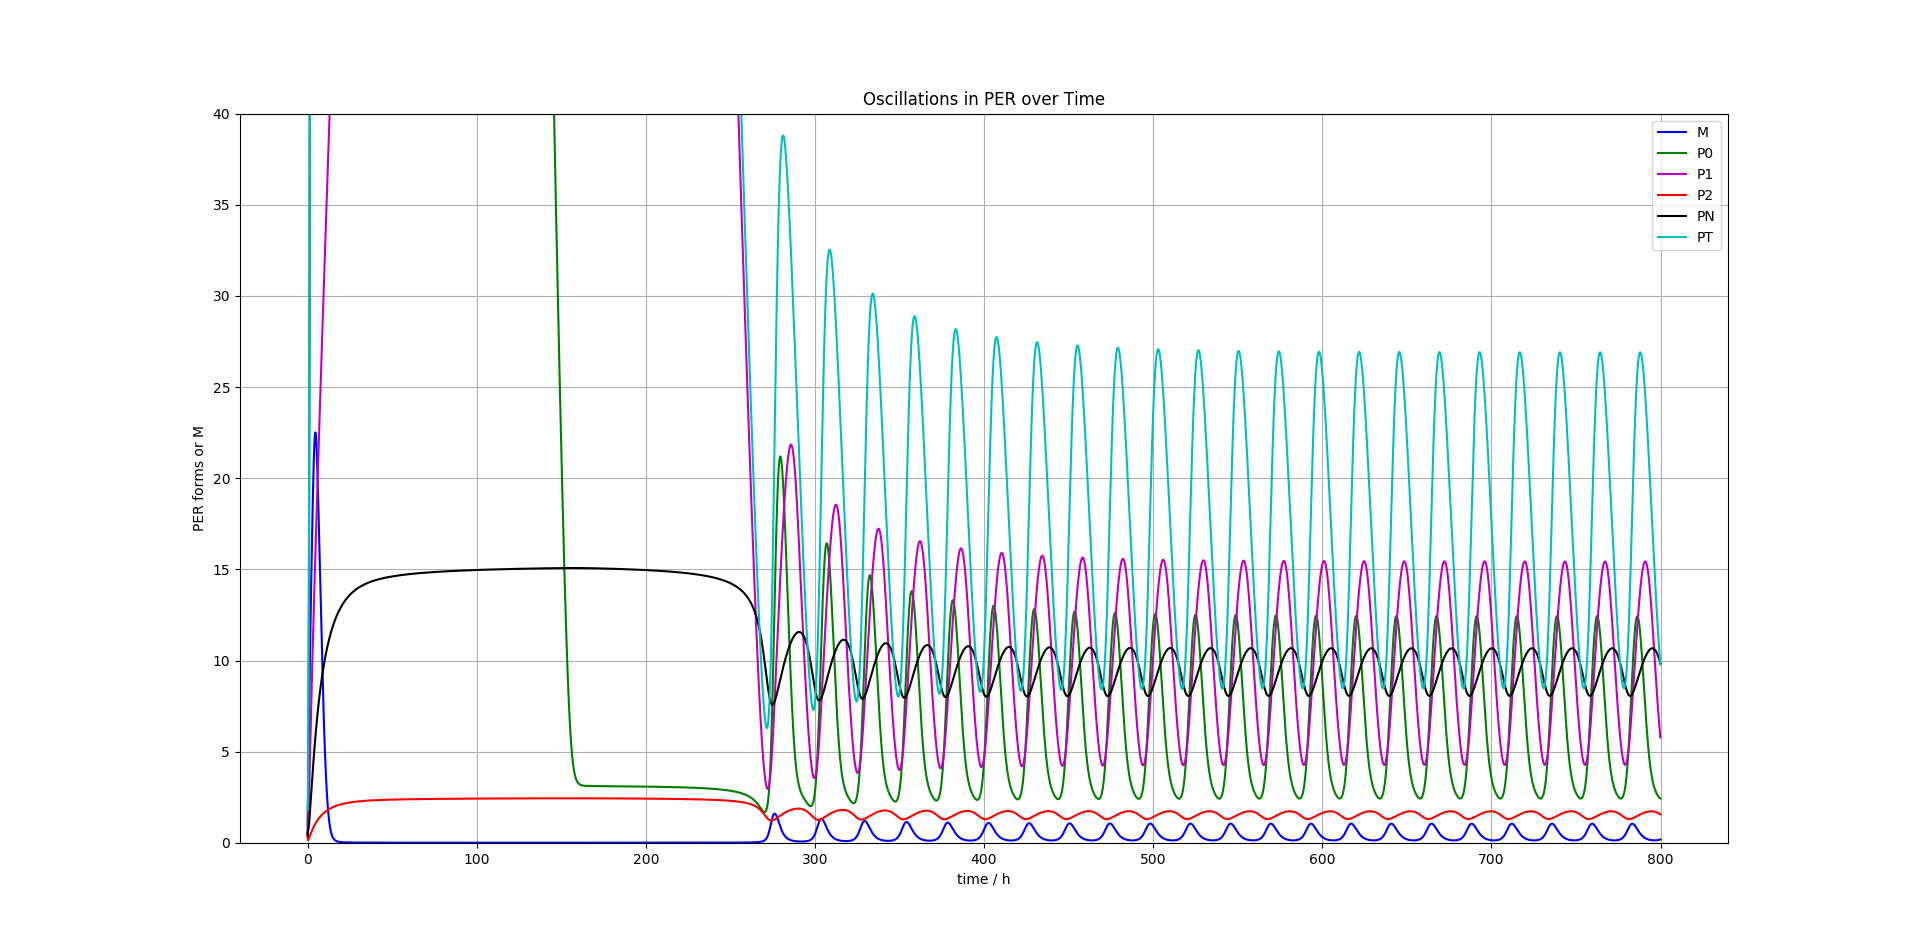 Oscillations in PER over Time
PER forms or M
40
35
30
25
20
15
10
5
0
0 100 200 300 400 500 600 700 800
time / h
M
P0
P1
P2
PN
PT